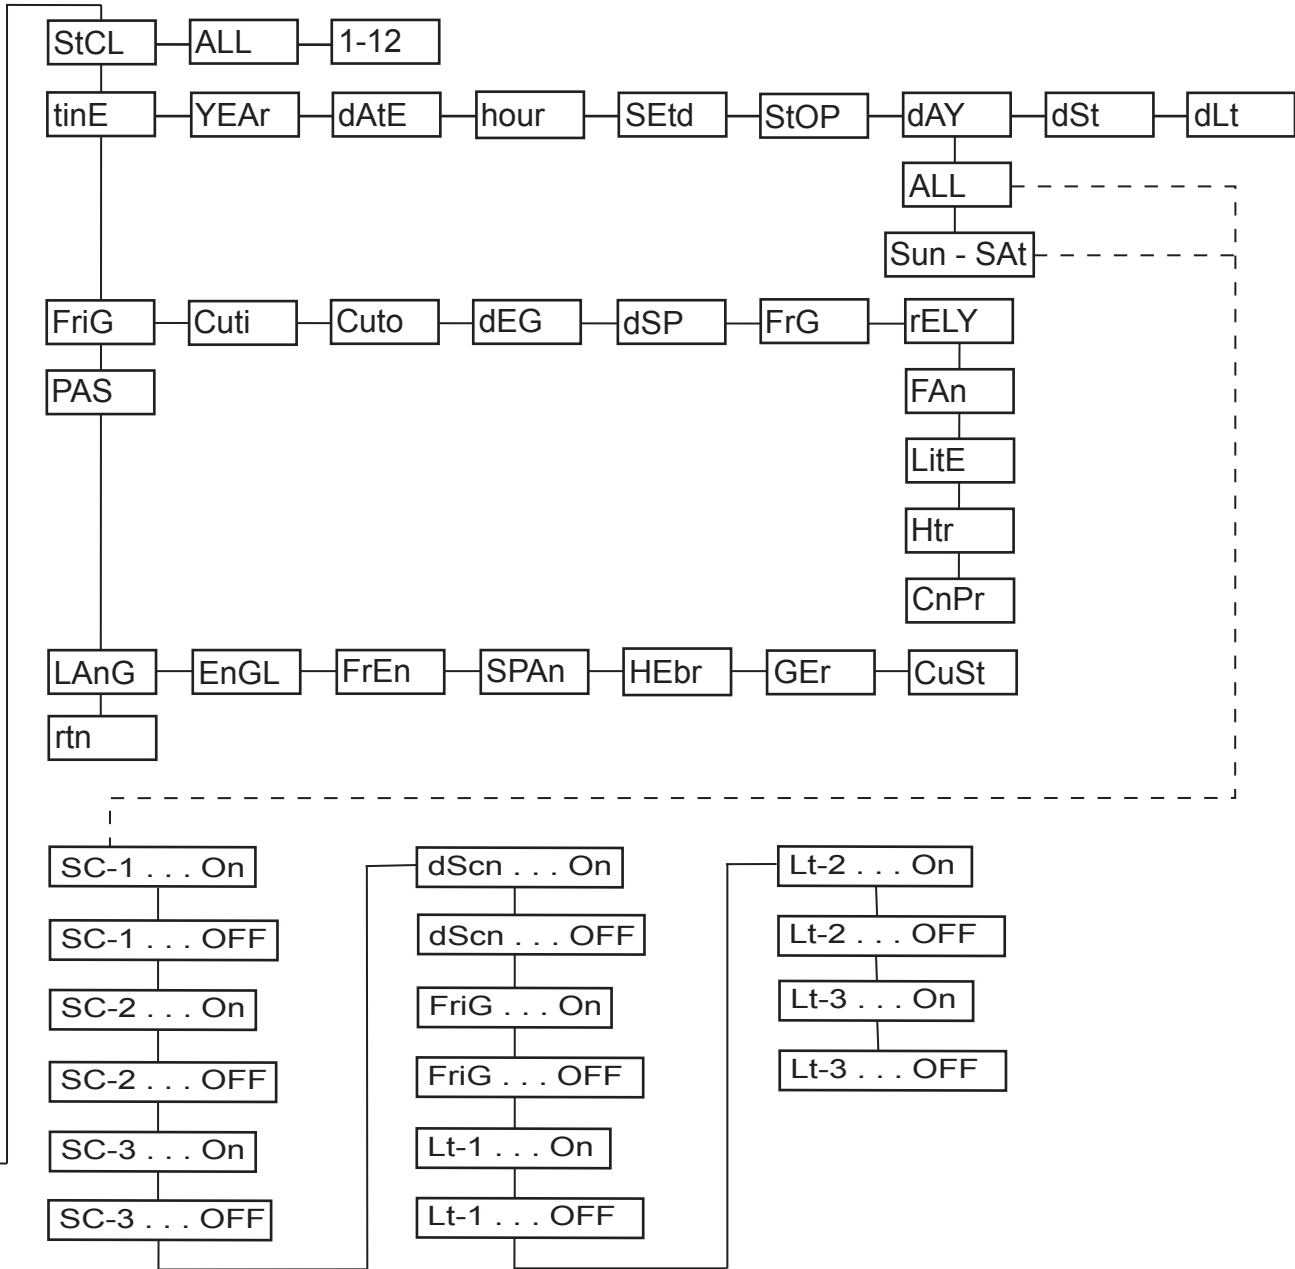 StCL ALL 1-12
tinE YEAr dAtE hour SEtd StOP dAY dSt dLt
ALL
Sun - SAt
FriG Cuti Cuto dEG dSP FrG rELY
PAS FAn
LitE
Htr
CnPr
LAnG EnGL FrEn SPAn HEbr GEr CuSt
rtn
SC-1 . . . On
SC-1 . . . OFF
SC-2 . . . On
SC-2 . . . OFF
SC-3 . . . On
SC-3 . . . OFF
dScn . . . On
dScn . . . OFF
FriG . . . On
FriG . . . OFF
Lt-1 . . . On
Lt-1 . . . OFF
Lt-2 . . . On
Lt-2 . . . OFF
Lt-3 . . . On
Lt-3 . . . OFF